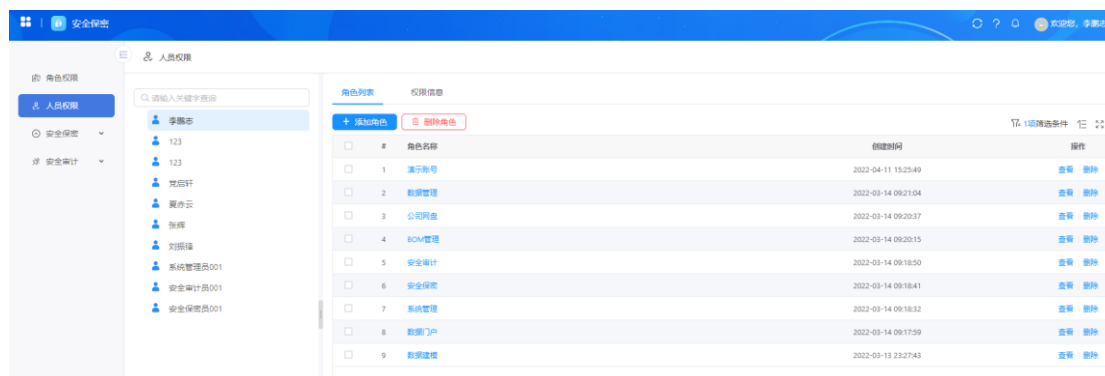 安全保密
欢迎您，李鹏志
人员权限
角色权限
人员权限
安全保密
安全审计
请输入关键字查询
李鹏志
123
123
党启轩
夏赤云
张辉
刘振锋
系统管理员001
安全审计员001
安全保密员001
角色列表 权限信息
+ 添加角色 删除角色 1项筛选条件
# 角色名称 创建时间 操作
1 演示账号 2022-04-11 15:25:49 查看 删除
2 数据管理 2022-03-14 09:21:04 查看 删除
3 公司网盘 2022-03-14 09:20:37 查看 删除
4 BOM管理 2022-03-14 09:20:15 查看 删除
5 安全审计 2022-03-14 09:18:50 查看 删除
6 安全保密 2022-03-14 09:18:41 查看 删除
7 系统管理 2022-03-14 09:18:32 查看 删除
8 数据门户 2022-03-14 09:17:59 查看 删除
9 数据建模 2022-03-13 23:27:43 查看 删除